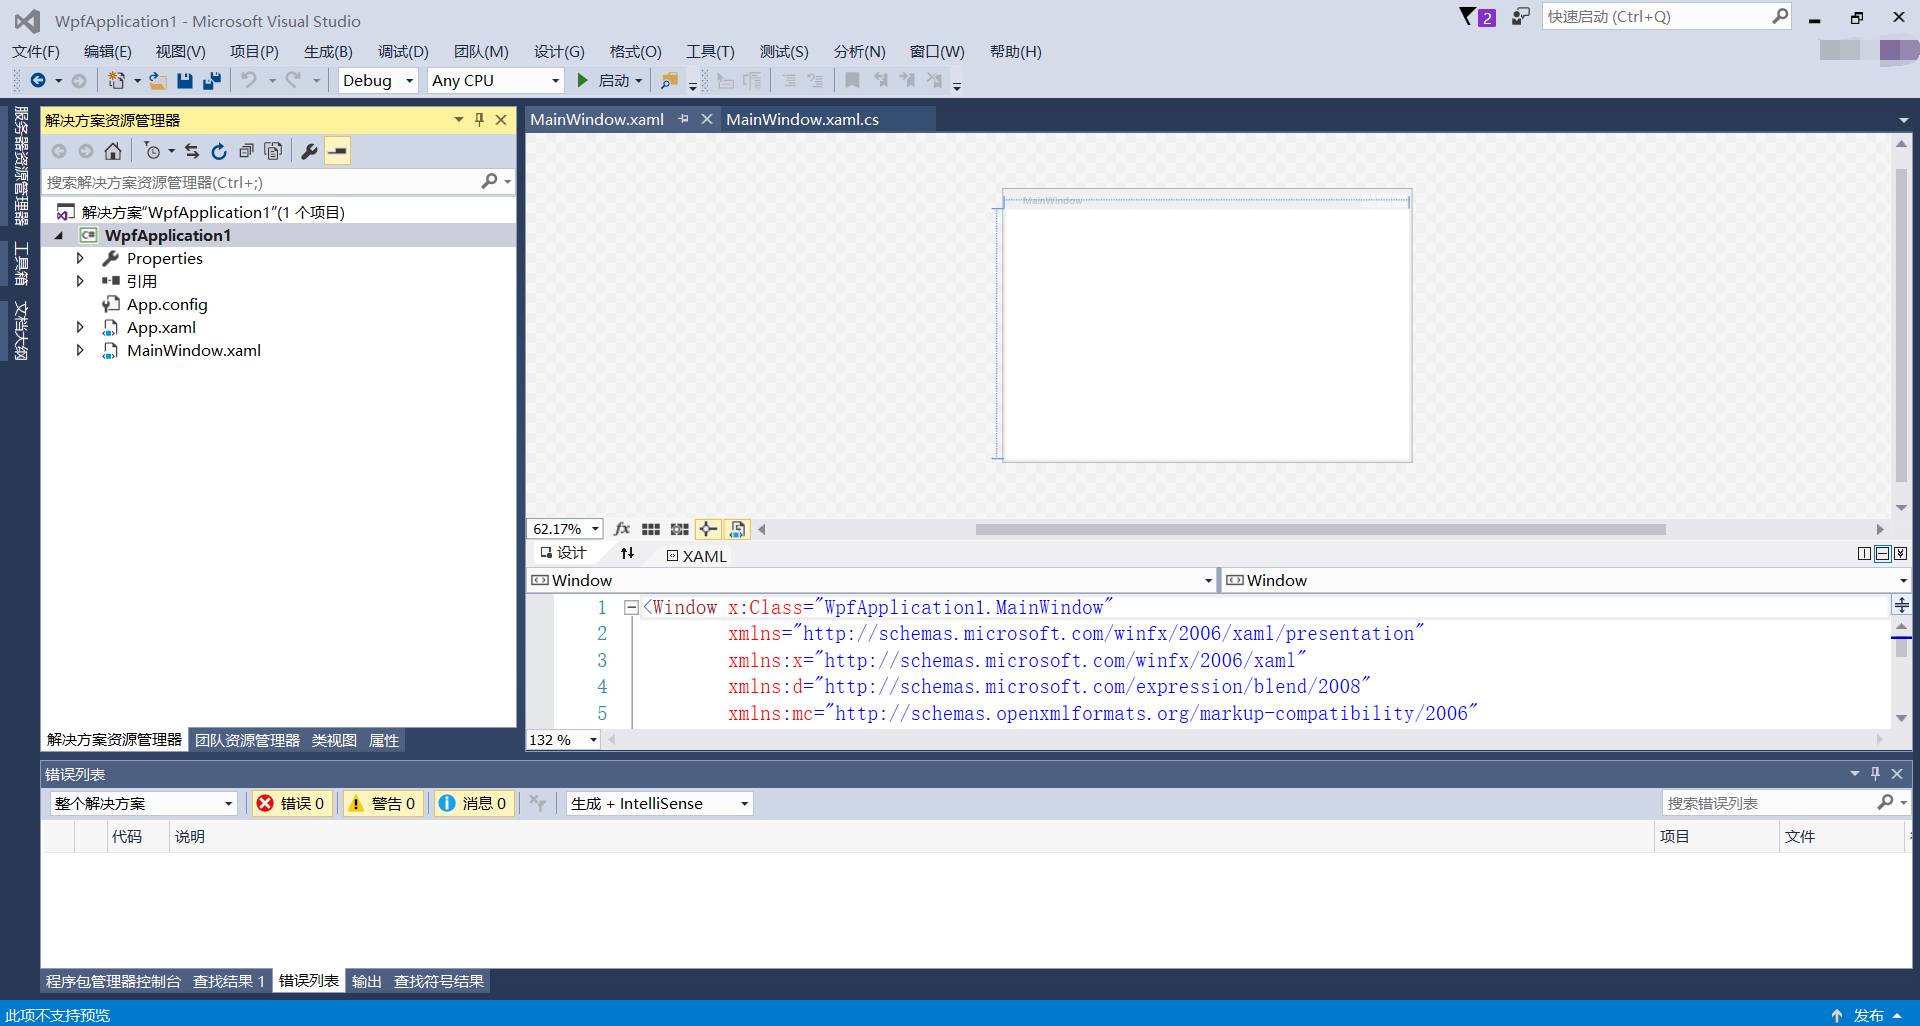 WpfApplication1 - Microsoft Visual Studio
2
快速启动 (Ctrl+Q)
文件(F) 编辑(E) 视图(V) 项目(P) 生成(B) 调试(D) 团队(M) 设计(G) 格式(O) 工具(T) 测试(S) 分析(N) 窗口(W) 帮助(H)
Debug Any CPU 启动
服务器资源管理器
工具箱
文档大纲
解决方案资源管理器
搜索解决方案资源管理器(Ctrl+;)
解决方案“WpfApplication1”(1 个项目)
C# WpfApplication1
Properties
引用
App.config
App.xaml
MainWindow.xaml
解决方案资源管理器 团队资源管理器 类视图 属性
MainWindow.xaml MainWindow.xaml.cs
MainWindow
62.17% fx
设计 XAML
Window Window
1 <Window x:Class="WpfApplication1.MainWindow"
2 xmlns="http://schemas.microsoft.com/winfx/2006/xaml/presentation"
3 xmlns:x="http://schemas.microsoft.com/winfx/2006/xaml"
4 xmlns:d="http://schemas.microsoft.com/expression/blend/2008"
5 xmlns:mc="http://schemas.openxmlformats.org/markup-compatibility/2006"
132 %
错误列表
整个解决方案 错误 0 警告 0 消息 0 生成 + IntelliSense 搜索错误列表
代码 说明 项目 文件
程序包管理器控制台 查找结果 1 错误列表 输出 查找符号结果
此项不支持预览 发布